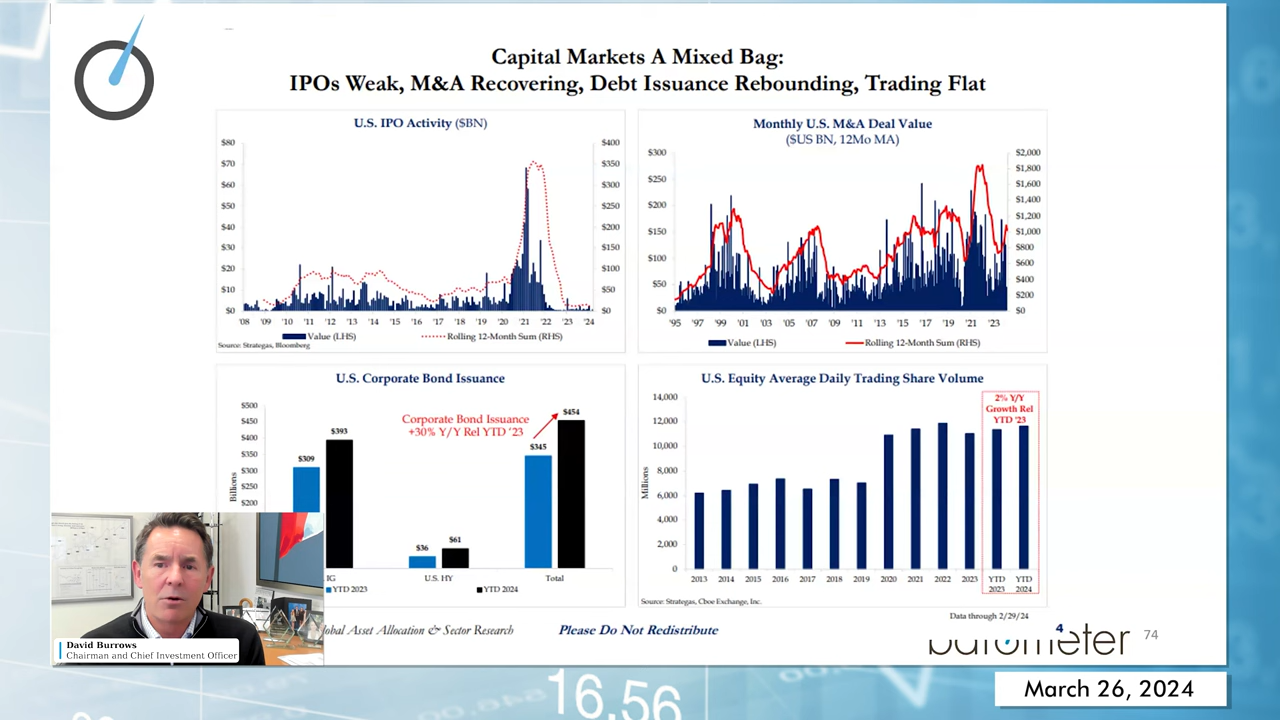 Capital Markets A Mixed Bag:
IPOs Weak, M&A Recovering, Debt Issuance Rebounding, Trading Flat
U.S. IPO Activity ($BN)
$80
$70
$60
$50
$40
$30
$20
$10
$0
$400
$350
$300
$250
$200
$150
$100
$50
$0
'08 '09 '10 '11 '12 '13 '14 '15 '16 '17 '18 '19 '20 '21 '22 '23 '24
Value (LHS) Rolling 12-Month Sum (RHS)
Source: Strategas, Bloomberg
Monthly U.S. M&A Deal Value
($US BN, 12Mo MA)
$300
$250
$200
$150
$100
$50
$0
$2,000
$1,800
$1,600
$1,400
$1,200
$1,000
$800
$600
$400
$200
$0
'95 '97 '99 '01 '03 '05 '07 '09 '11 '13 '15 '17 '19 '21 '23
Value (LHS) Rolling 12-Month Sum (RHS)
U.S. Corporate Bond Issuance
$500
$450
$400
$350
$300
$250
$200
Billions
Corporate Bond Issuance
+30% Y/Y Rel YTD '23
$309
$393
$36
$61
$345
$454
IG U.S. HY Total
YTD 2023 YTD 2024
U.S. Equity Average Daily Trading Share Volume
14,000
12,000
10,000
8,000
6,000
4,000
2,000
0
Millions
2% Y/Y
Growth Rel
YTD '23
2013 2014 2015 2016 2017 2018 2019 2020 2021 2022 2023 YTD 2023 YTD 2024
Source: Strategas, Cboe Exchange, Inc.
Data through 2/29/24
lobal Asset Allocation & Sector Research Please Do Not Redistribute
4
barometer
74
David Burrows
Chairman and Chief Investment Officer
March 26, 2024
16.56